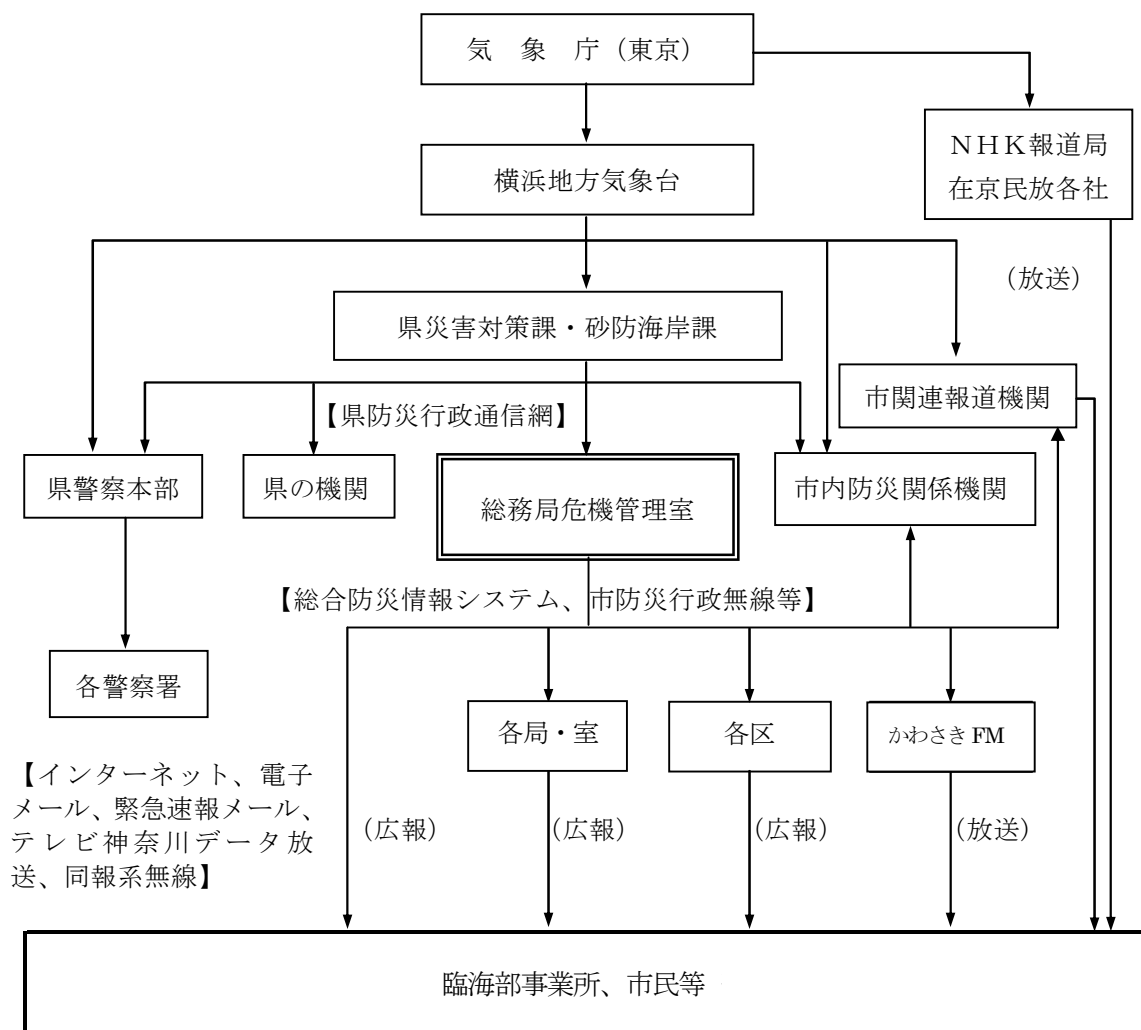 気　象　庁（東京）
ＮＨＫ報道局
在京民放各社
横浜地方気象台
（放送）
県災害対策課・砂防海岸課
市関連報道機関
【県防災行政通信網】
県警察本部
県の機関
総務局危機管理室
市内防災関係機関
【総合防災情報システム、市防災行政無線等】
各警察署
各局・室
各区
かわさき FM
【インターネット、電子
メール、緊急速報メール、
テレビ神奈川データ放
送、同報系無線】
（広報）
（広報）
（広報）
（放送）
臨海部事業所、市民等